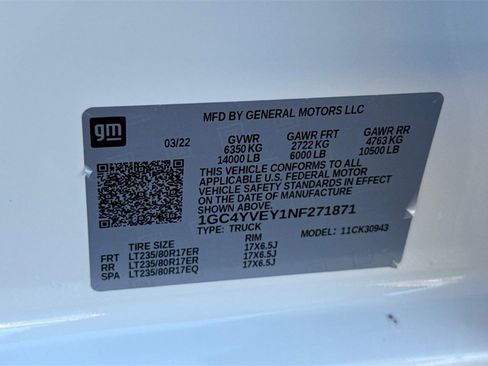 gm
MFD BY GENERAL MOTORS LLC
03/22 GVWR GAWR FRT GAWR RR
6350 KG 2722 KG 4763 KG
14000 LB 6000 LB 10500 LB
THIS VEHICLE CONFORMS TO ALL
APPLICABLE U.S. FEDERAL MOTOR
VEHICLE SAFETY STANDARDS IN EFFECT
ON THE DATE OF MANUFACTURE
SHOWN ABOVE.
1GC4YVEY1NF271871
TYPE: TRUCK MODEL: 11CK30943
TIRE SIZE RIM
FRT LT235/80R17ER 17X6.5J
RR LT235/80R17ER 17X6.5J
SPA LT235/80R17EQ 17X6.5J